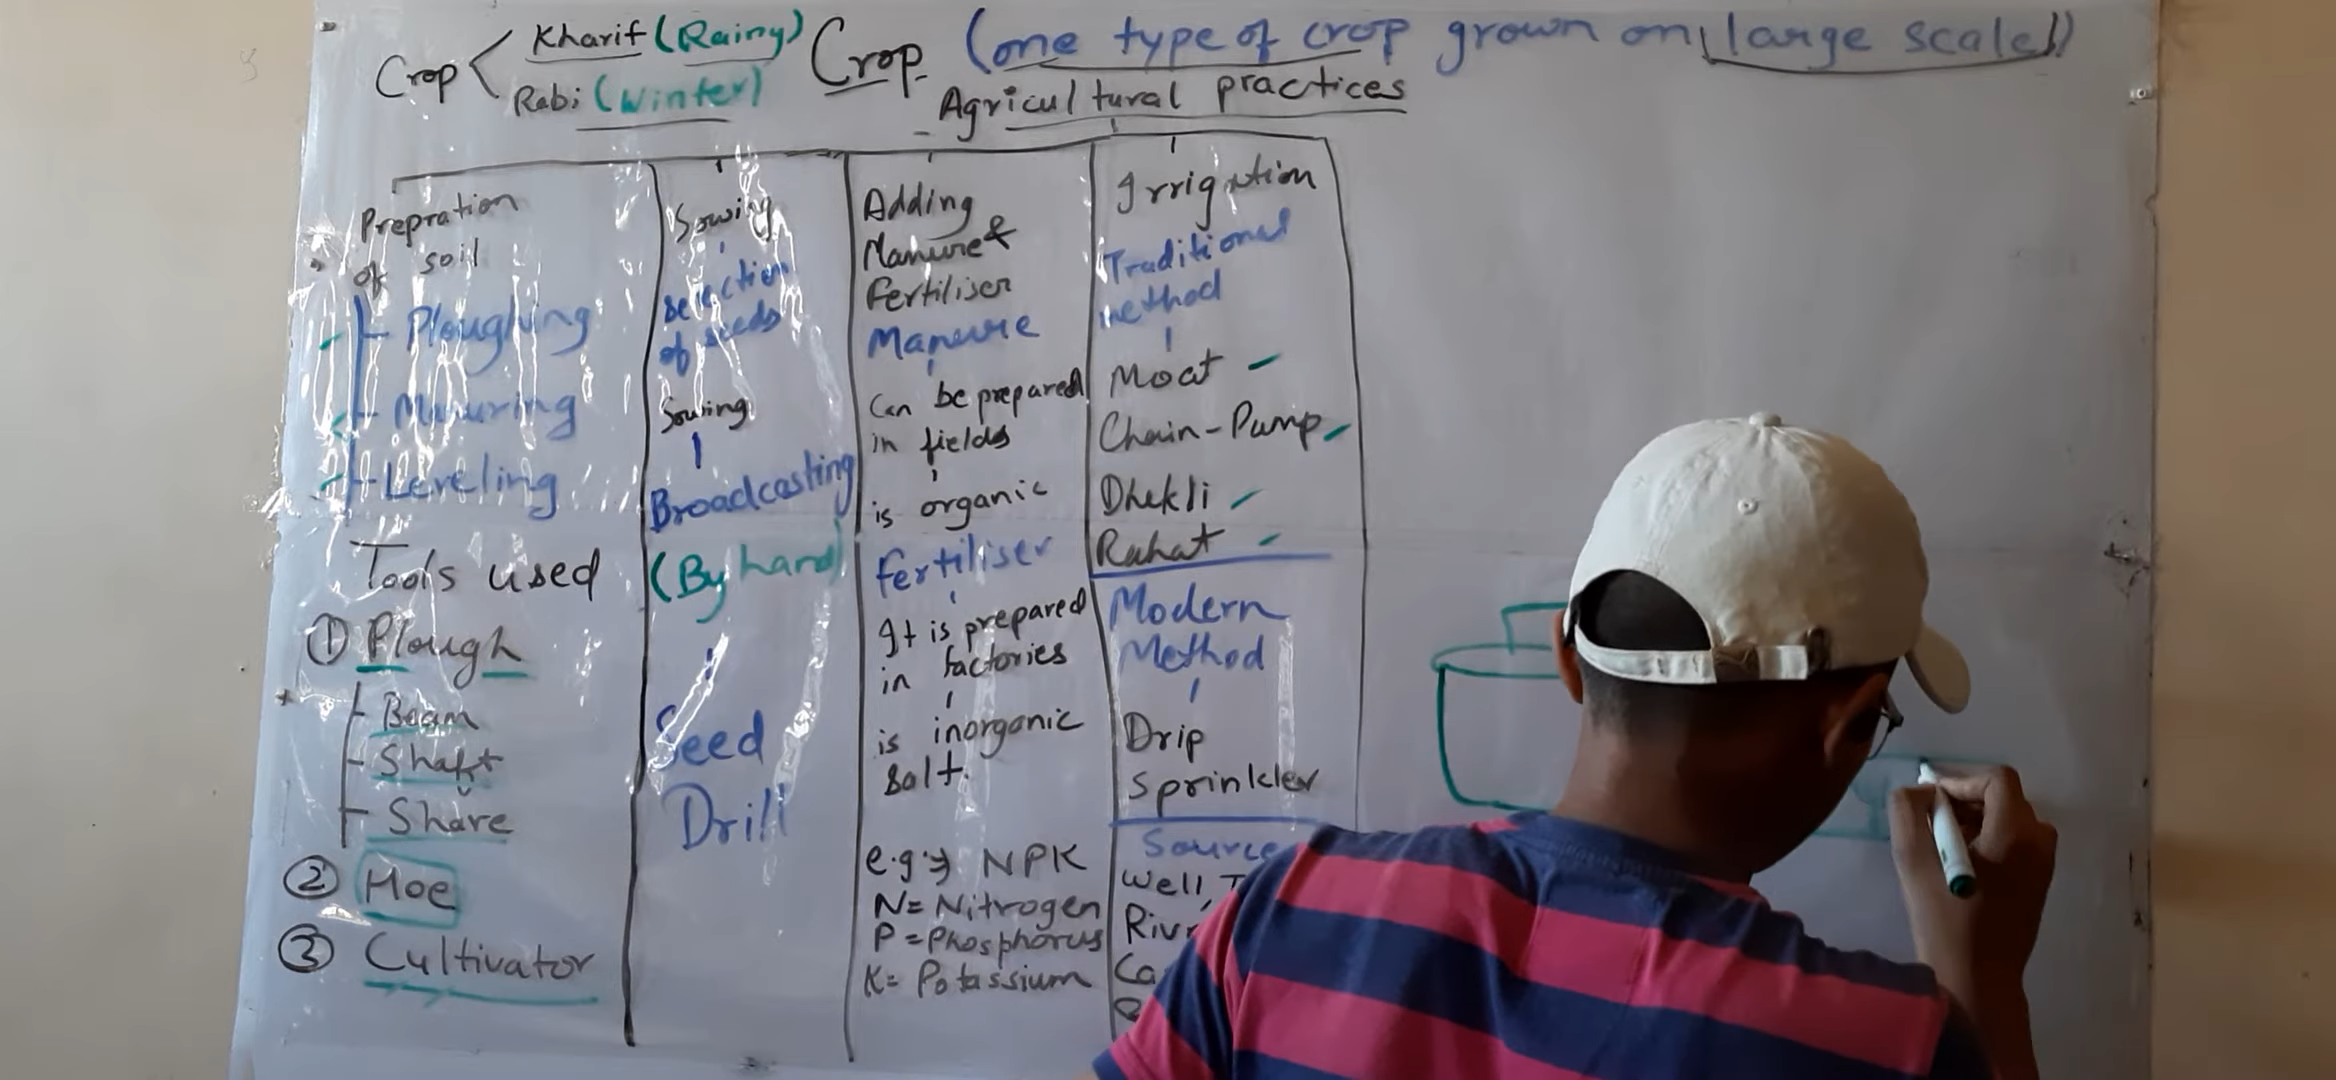 Crop
Kharif (Rainy)
Rabi (Winter)
Crop (one type of crop grown on large scale)
Agricultural practices
Prepration
of soil
Ploughing
Manuring
Leveling
Tools used
① Plough
Beam
Shaft
Share
② Hoe
③ Cultivator
Sowing
selection
of seeds
Sowing
Broadcasting
(By hand)
Seed
Drill
Adding
Manure &
Fertiliser
Manure
Can be prepared
in fields
is organic
fertiliser
It is prepared
in factories
is inorganic
salt.
e.g:→ NPK
N= Nitrogen
P = Phosphorus
K= Potassium
Irrigation
Traditional
method
Moat
Chain-Pump
Dhekli
Rahat
Modern
Method
Drip
Sprinkler
Source
Well, T
Riv
Ca